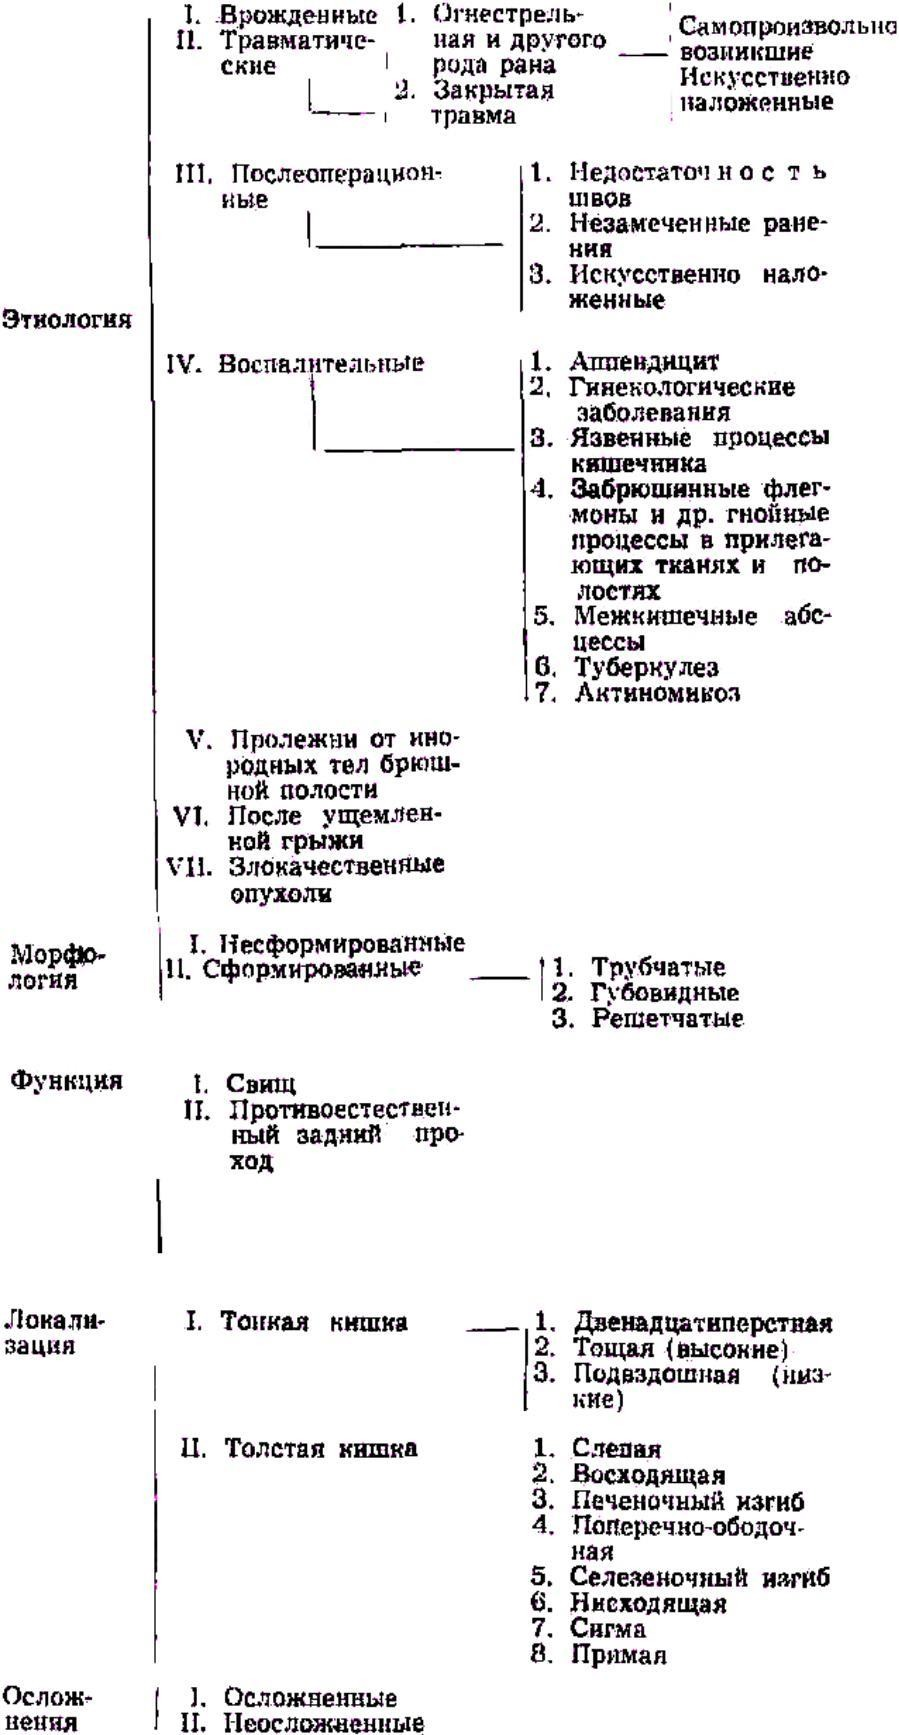 I. Врожденные
II. Травматиче-
ские
1. Огнестрель-
ная и другого
рода рана
2. Закрытая
травма
Самопроизвольно
возникшие
Искусственно
наложенные
III. Послеоперацион-
ные
1. Недостаточность
швов
2. Незамеченные ране-
ния
3. Искусственно нало-
женные
Этиология
IV. Воспалительные
1. Аппендицит
2. Гинекологические
заболевания
3. Язвенные процессы
кишечника
4. Забрюшинные флег-
моны и др. гнойные
процессы в прилега-
ющих тканях и по-
лостях
5. Межкишечные абс-
цессы
6. Туберкулез
7. Актиномикоз
V. Пролежни от ино-
родных тел брюш-
ной полости
VI. После ущемлен-
ной грыжи
VII. Злокачественные
опухоли
Морфо-
логия
I. Несформированные
II. Сформированные
1. Трубчатые
2. Губовидные
3. Решетчатые
Функция
I. Свищ
II. Противоестествен-
ный задний про-
ход
Локали-
зация
I. Тонкая кишка
1. Двенадцатиперстная
2. Тощая (высокие)
3. Подвздошная (низ-
кие)
II. Толстая кишка
1. Слепая
2. Восходящая
3. Печеночный изгиб
4. Поперечно-ободоч-
ная
5. Селезеночный изгиб
6. Нисходящая
7. Сигма
8. Прямая
Ослож-
нения
I. Осложненные
II. Неосложненные